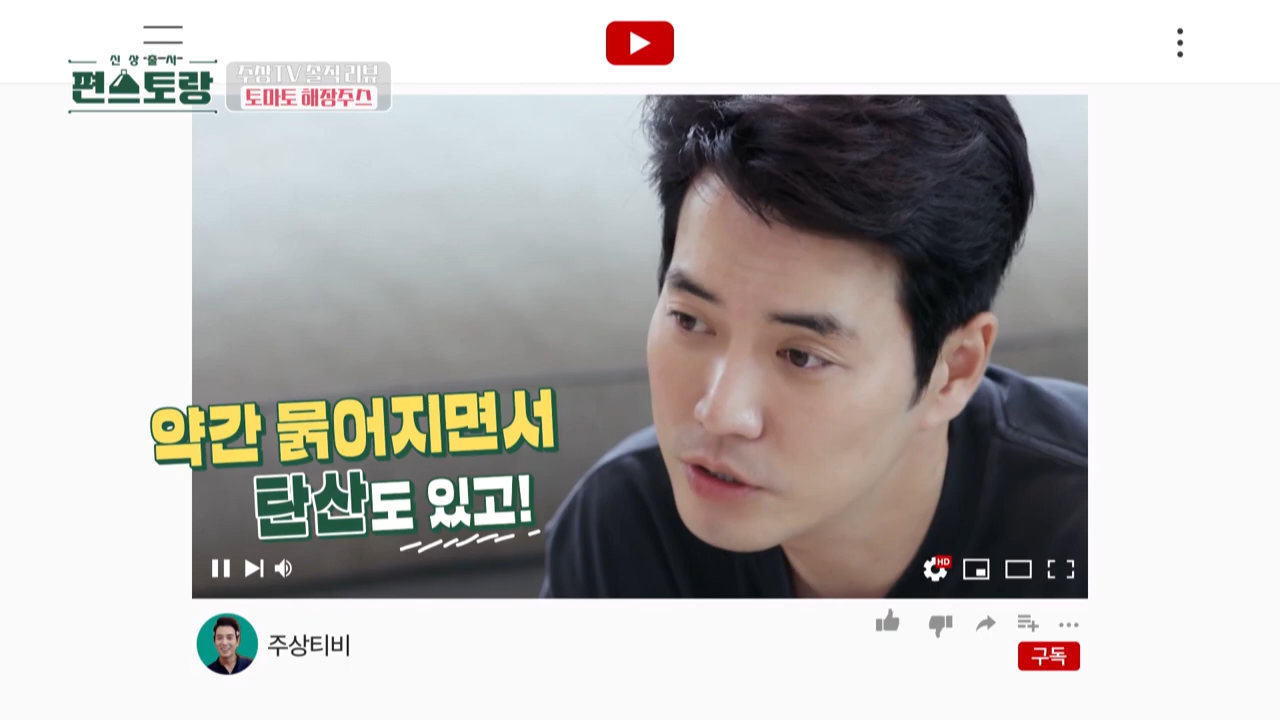 신상출시
편스토랑
주상TV 솔직 리뷰
토마토 해장주스
약간 묽어지면서
탄산도 있고!
HD
주상티비
구독